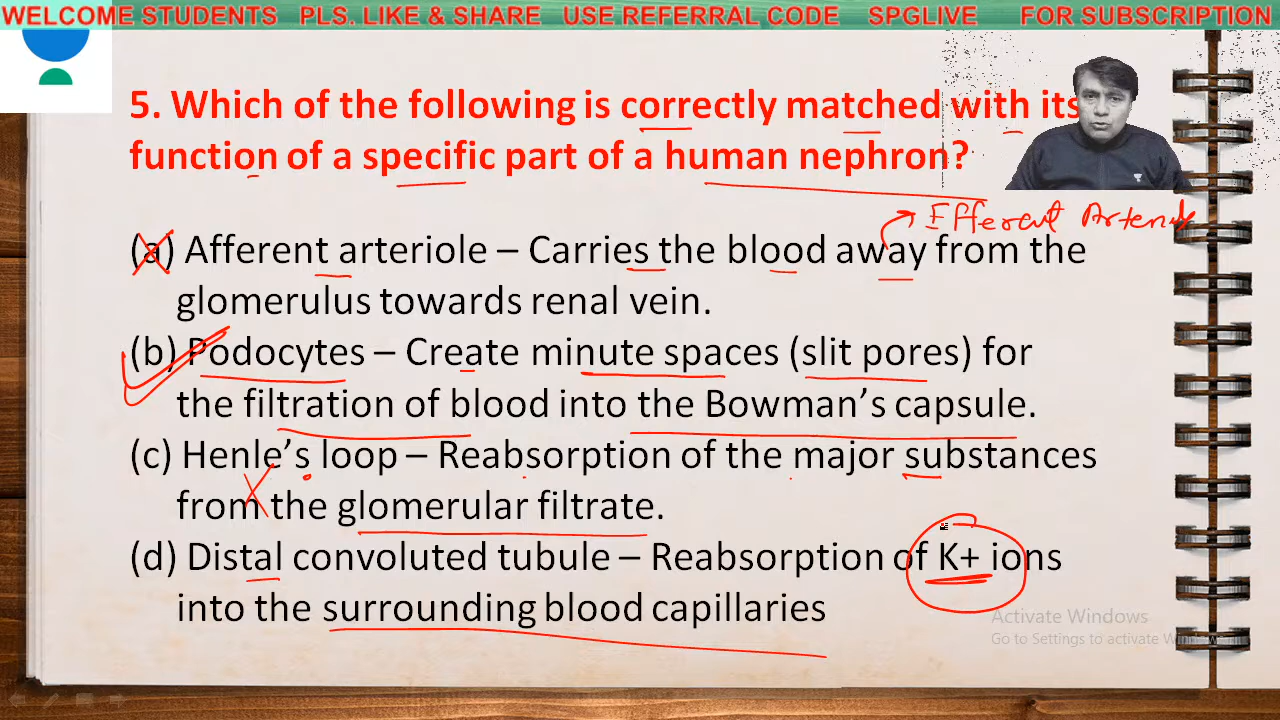 WELCOME STUDENTS PLS. LIKE & SHARE USE REFERRAL CODE SPGLIVE FOR SUBSCRIPTION
5. Which of the following is correctly matched with its
function of a specific part of a human nephron?
Efferent
(a) Afferent arteriole – Carries the blood away from the
glomerulus towards renal vein.
(b) Podocytes – Create minute spaces (slit pores) for
the filtration of blood into the Bowman’s capsule.
(c) Henle’s loop – Reabsorption of the major substances
from the glomerular filtrate.
(d) Distal convoluted tubule – Reabsorption of K+ ions
into the surrounding blood capillaries
Activate Windows
Go to Settings to activate